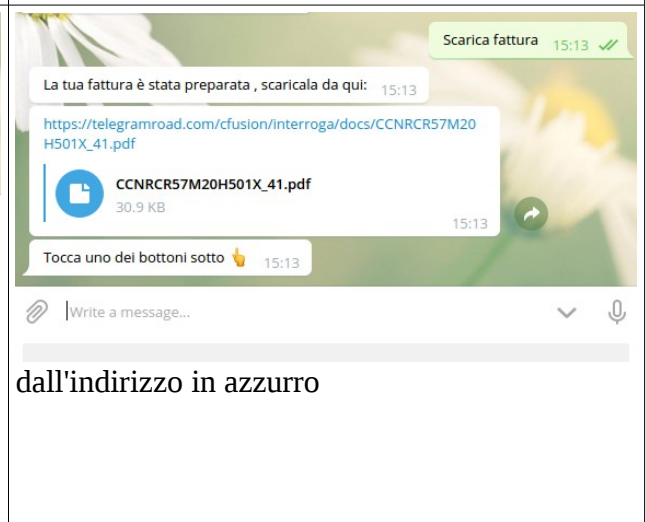 Scarica fattura 15:13
La tua fattura è stata preparata , scaricala da qui: 15:13
https://telegramroad.com/cfusion/interroga/docs/CCNRCR57M20
H501X_41.pdf
CCNRCR57M20H501X_41.pdf
30.9 KB
15:13
Tocca uno dei bottoni sotto 👆 15:13
Write a message...
dall'indirizzo in azzurro